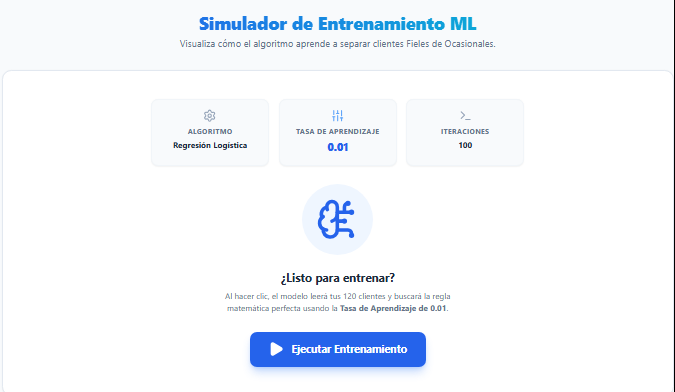 Simulador de Entrenamiento ML
Visualiza cómo el algoritmo aprende a separar clientes Fieles de Ocasionales.
ALGORITMO
Regresión Logística
TASA DE APRENDIZAJE
0.01
ITERACIONES
100
¿Listo para entrenar?
Al hacer clic, el modelo leerá tus 120 clientes y buscará la regla
matemática perfecta usando la Tasa de Aprendizaje de 0.01.
Ejecutar Entrenamiento